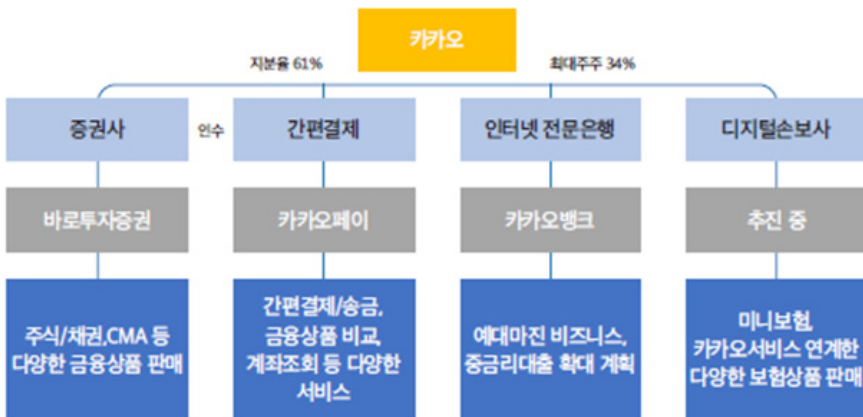 카카오
지분율 61%
최대주주 34%
증권사
인수
간편결제
인터넷 전문은행
디지털손보사
바로투자증권
카카오페이
카카오뱅크
추진 중
주식/채권,CMA 등
다양한 금융상품 판매
간편결제/송금,
금융상품 비교,
계좌조회 등 다양한
서비스
예대마진 비즈니스,
중금리대출 확대 계획
미니보험,
카카오서비스 연계한
다양한 보험상품 판매